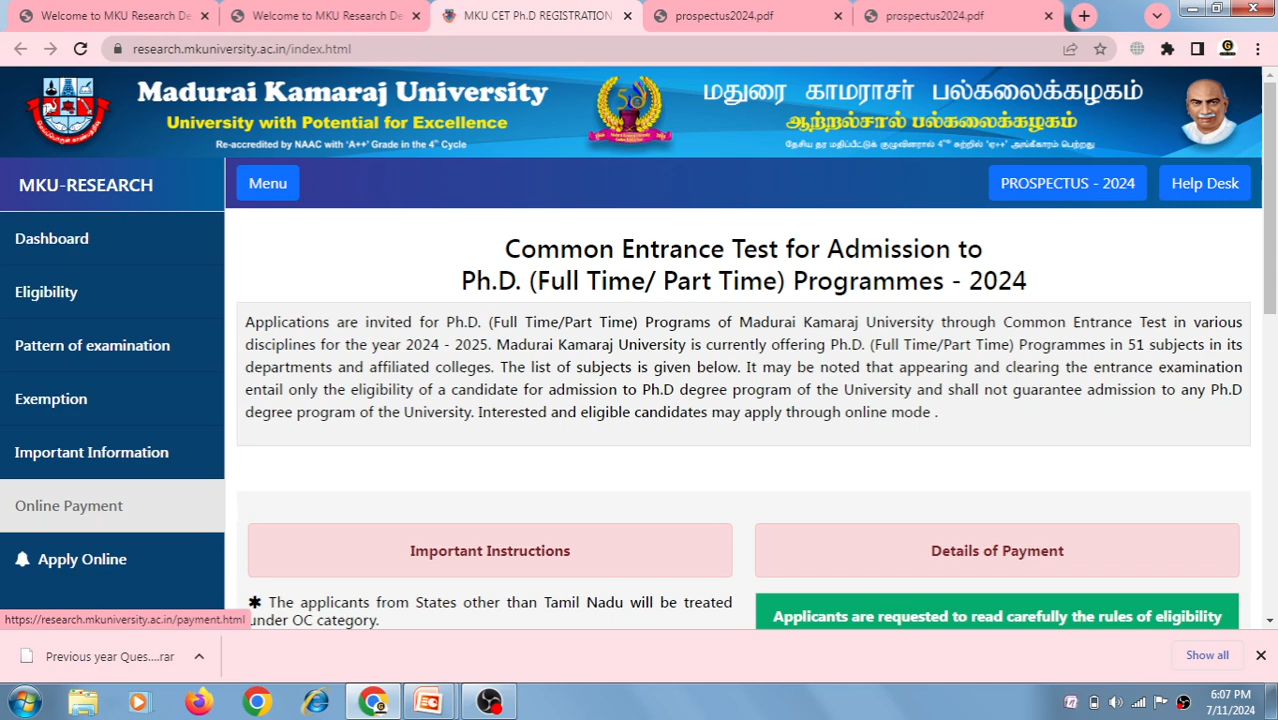 Welcome to MKU Research De
Welcome to MKU Research De
MKU CET Ph.D REGISTRATION
prospectus2024.pdf
prospectus2024.pdf
research.mkuniversity.ac.in/index.html
Madurai Kamaraj University
University with Potential for Excellence
Re-accredited by NAAC with 'A++' Grade in the 4th Cycle
மதுரை காமராசர் பல்கலைக்கழகம்
ஆற்றல்சால் பல்கலைக்கழகம்
தேசிய தர மதிப்பீட்டுக் குழுவினரால் 4வது சுற்றில் 'ஏ++' அங்கீகாரம் பெற்றது
MKU-RESEARCH
Menu
PROSPECTUS - 2024
Help Desk
Dashboard
Eligibility
Pattern of examination
Exemption
Important Information
Online Payment
Apply Online
Common Entrance Test for Admission to
Ph.D. (Full Time/ Part Time) Programmes - 2024
Applications are invited for Ph.D. (Full Time/Part Time) Programs of Madurai Kamaraj University through Common Entrance Test in various
disciplines for the year 2024 - 2025. Madurai Kamaraj University is currently offering Ph.D. (Full Time/Part Time) Programmes in 51 subjects in its
departments and affiliated colleges. The list of subjects is given below. It may be noted that appearing and clearing the entrance examination
entail only the eligibility of a candidate for admission to Ph.D degree program of the University and shall not guarantee admission to any Ph.D
degree program of the University. Interested and eligible candidates may apply through online mode .
Important Instructions
Details of Payment
✱ The applicants from States other than Tamil Nadu will be treated
under OC category.
Applicants are requested to read carefully the rules of eligibility
https://research.mkuniversity.ac.in/payment.html
Previous year Ques....rar
Show all
6:07 PM
7/11/2024